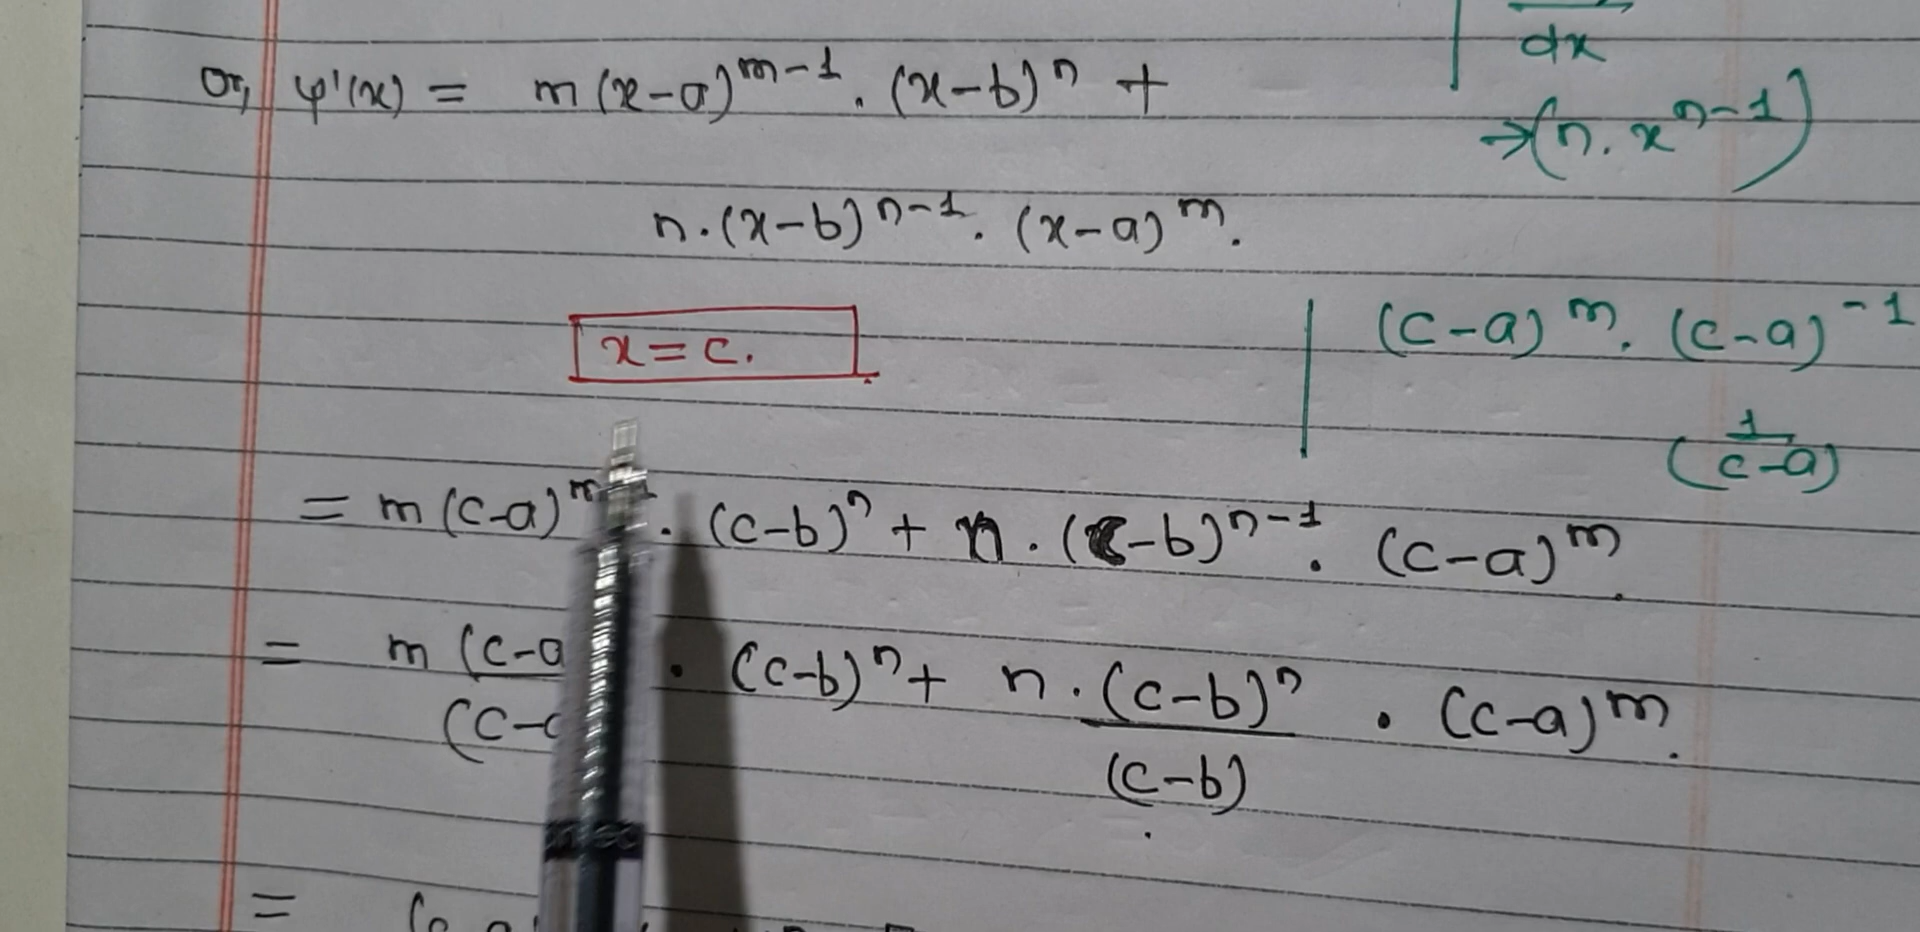 or, φ'(x) = m(x-a)^{m-1} . (x-b)^n +
dx
→(n. x^{n-1})
n.(x-b)^{n-1}. (x-a)^m.
x = c.
(c-a)^m. (c-a)^{-1}
(1/(c-a))
= m(c-a)^m . (c-b)^n + n . (c-b)^{n-1} . (c-a)^m.
= m(c-a . (c-b)^n + n . (c-b)^n . (c-a)^m.
(c- (c-b)
=